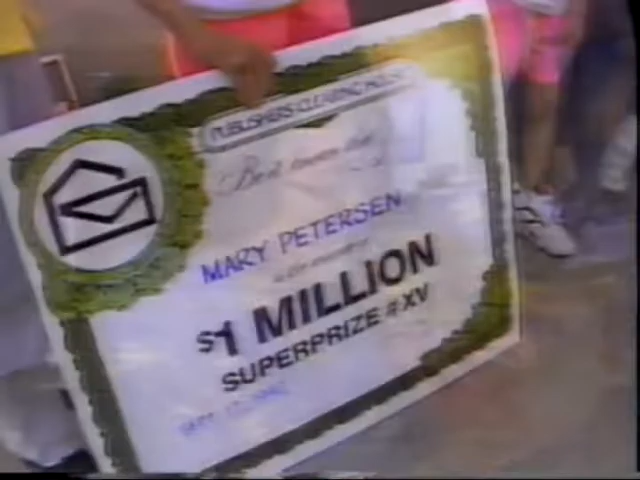 PUBLISHERS CLEARING HOUSE
MARY PETERSEN
$1 MILLION
SUPERPRIZE #XV